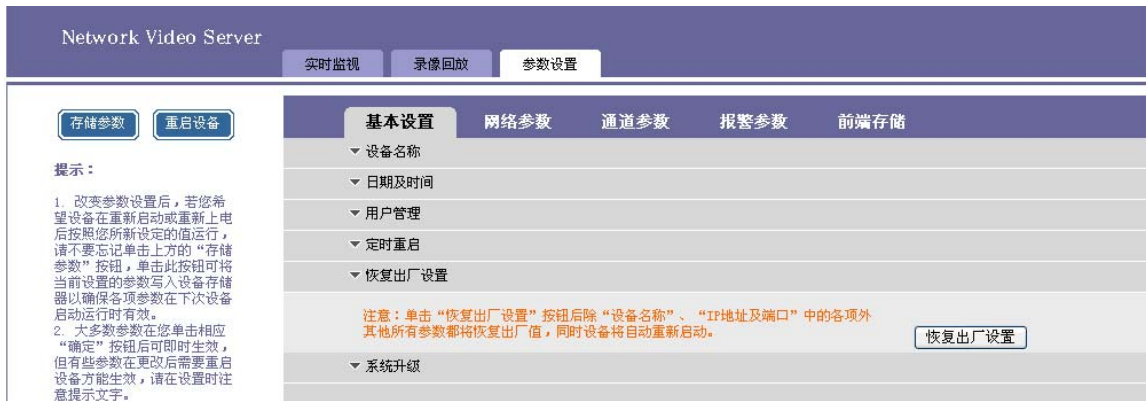 Network Video Server
实时监视 录像回放 参数设置
存储参数 重启设备
提示：
1. 改变参数设置后，若您希
望设备在重新启动或重新上电
后按照您所新设定的值运行，
请不要忘记单击上方的“存储
参数”按钮，单击此按钮可将
当前设置的参数写入设备存储
器以确保各项参数在下次设备
启动运行时有效。
2. 大多数参数在您单击相应
“确定”按钮后可即时生效，
但有些参数在更改后需要重启
设备方能生效，请在设置时注
意提示文字。
基本设置 网络参数 通道参数 报警参数 前端存储
设备名称
日期及时间
用户管理
定时重启
恢复出厂设置
注意：单击“恢复出厂设置”按钮后除“设备名称”、“IP地址及端口”中的各项外
其他所有参数都将恢复出厂值，同时设备将自动重新启动。
恢复出厂设置
系统升级